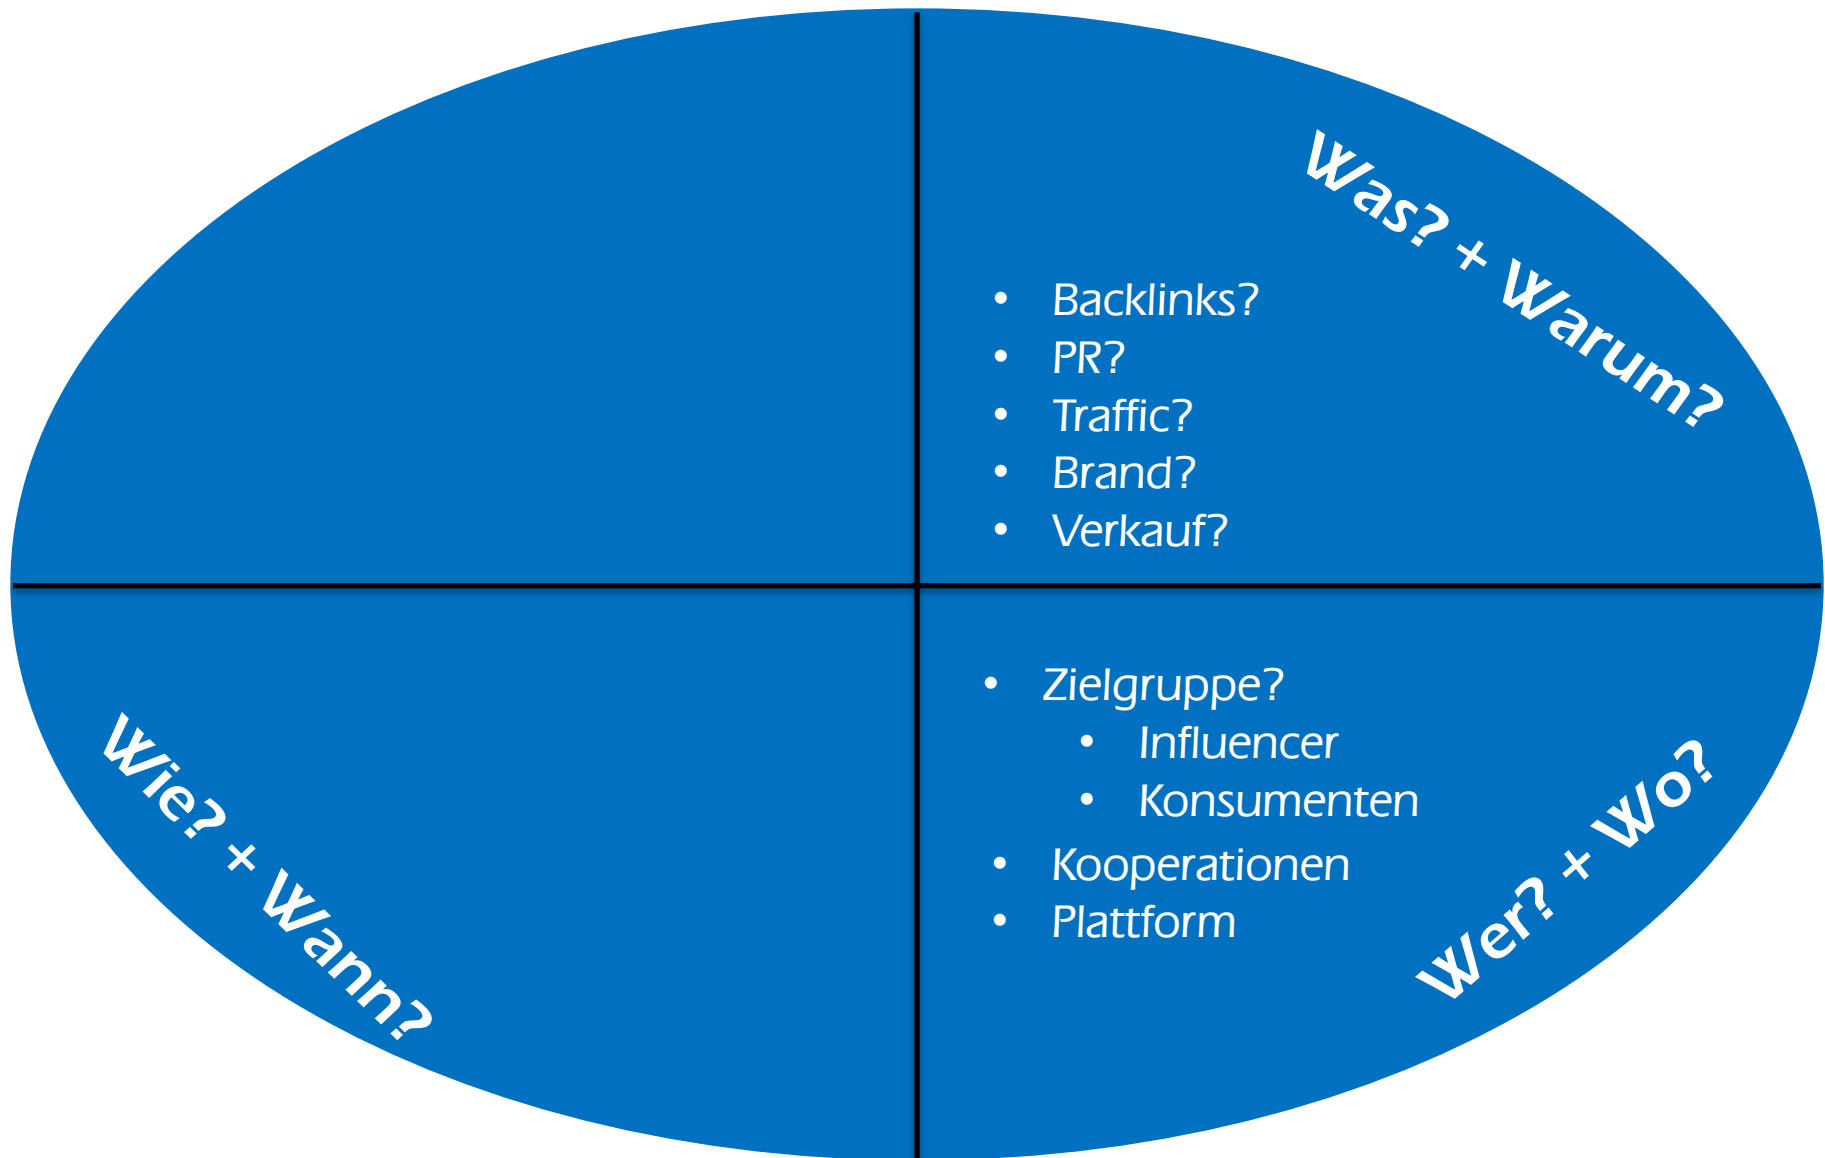 Was? + Warum?
• Backlinks?
• PR?
• Traffic?
• Brand?
• Verkauf?
• Zielgruppe?
• Influencer
• Konsumenten
• Kooperationen
• Plattform
Wer? + Wo?
Wie? + Wann?